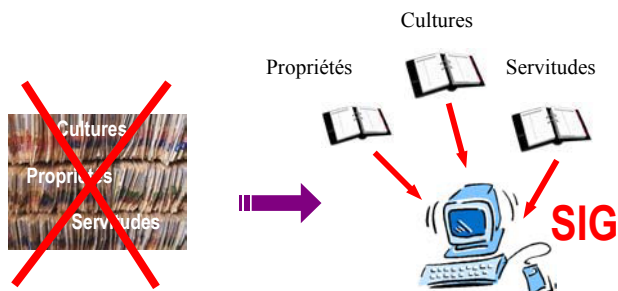 Cultures
Propriétés
Servitudes
Cultures
Propriétés
Servitudes
SIG